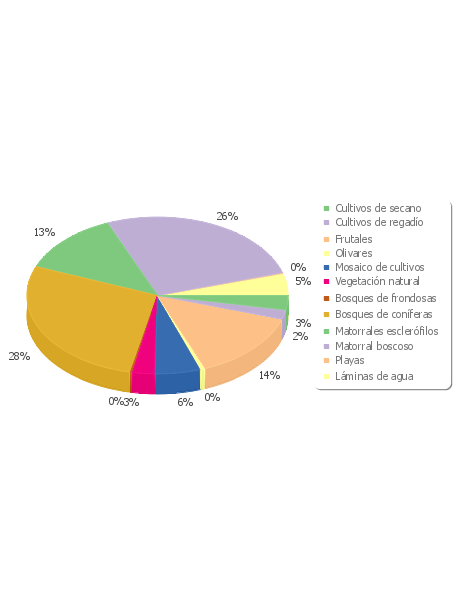 26%
13%
0%
5%
3%
2%
28%
14%
0%
3%
6%
0%
Cultivos de secano
Cultivos de regadío
Frutales
Olivares
Mosaico de cultivos
Vegetación natural
Bosques de frondosas
Bosques de coníferas
Matorrales esclerófilos
Matorral boscoso
Playas
Láminas de agua